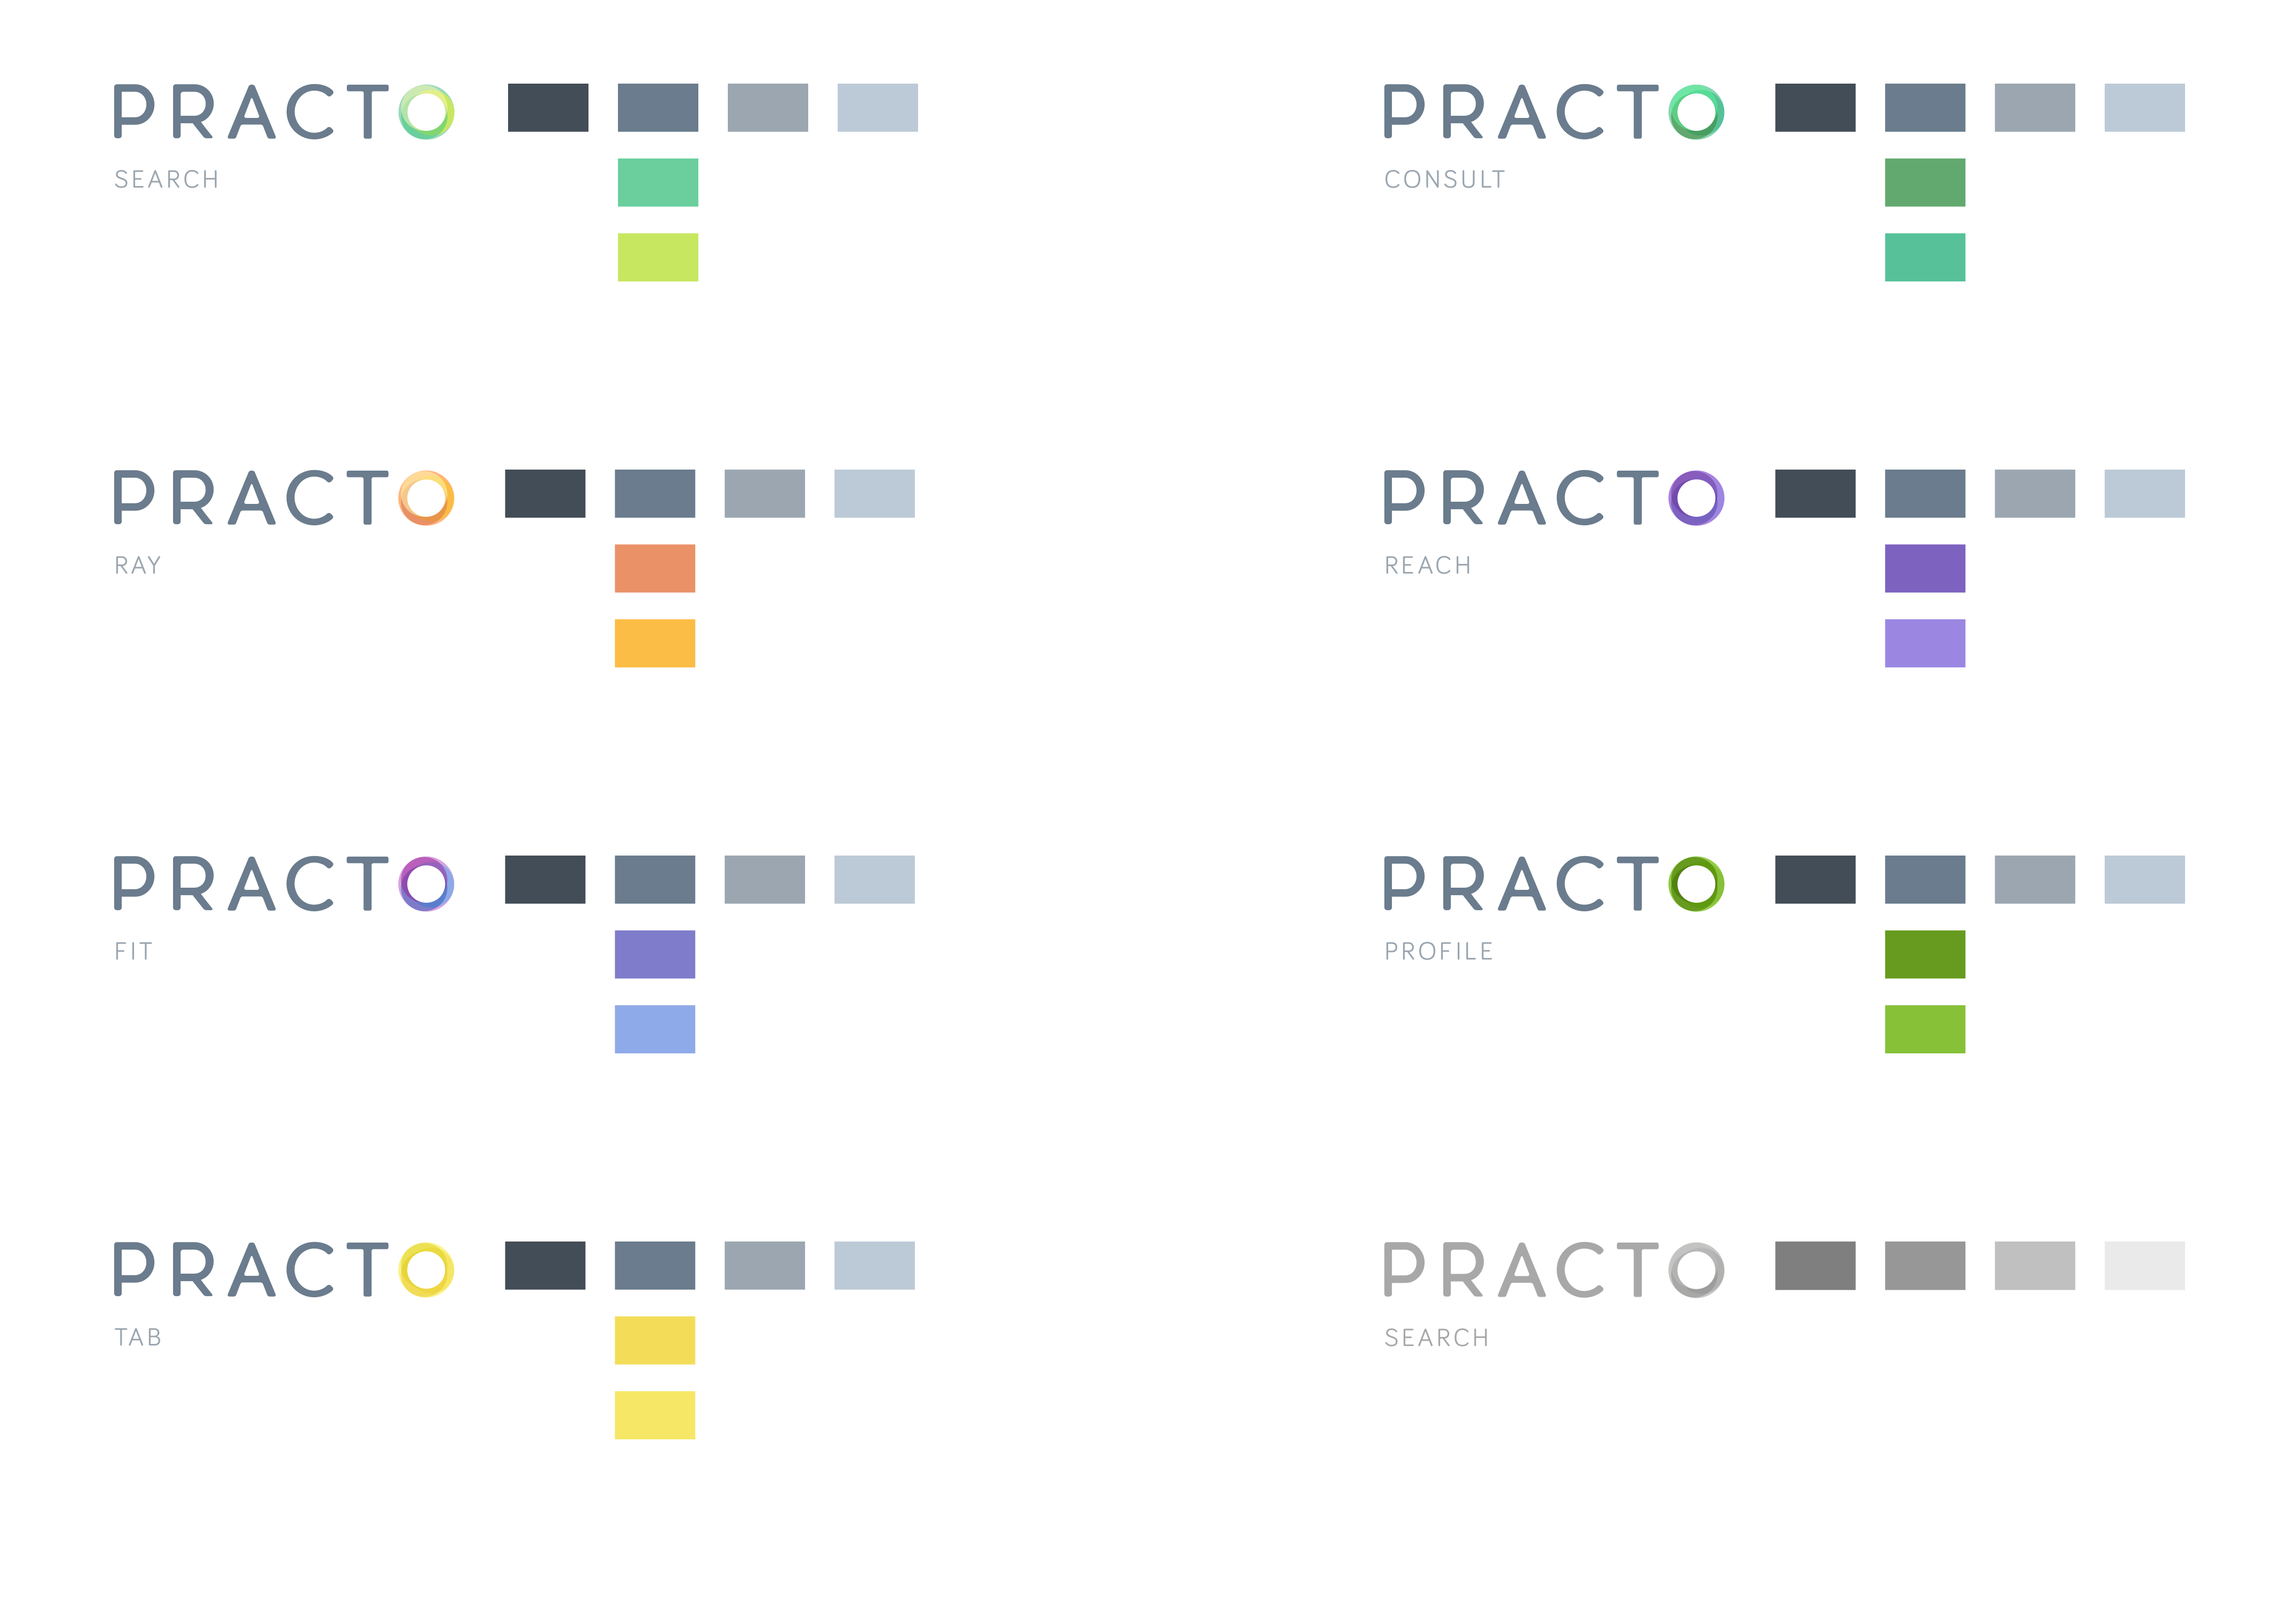 PRACTO
SEARCH
PRACTO
CONSULT
PRACTO
RAY
PRACTO
REACH
PRACTO
FIT
PRACTO
PROFILE
PRACTO
TAB
PRACTO
SEARCH